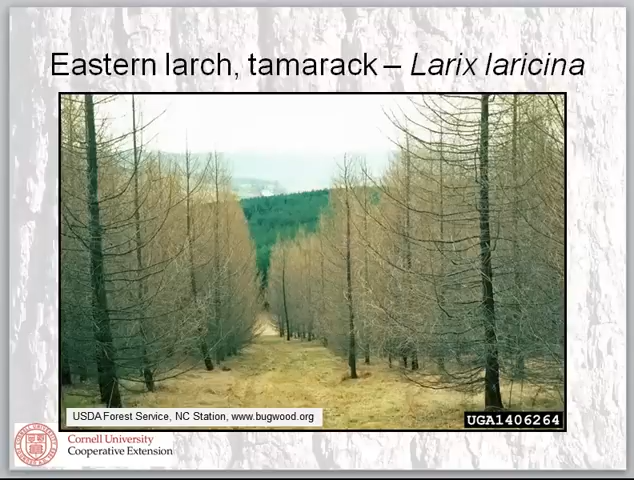 Eastern larch, tamarack – Larix laricina
USDA Forest Service, NC Station, www.bugwood.org
UGA1406264
Cornell University
Cooperative Extension